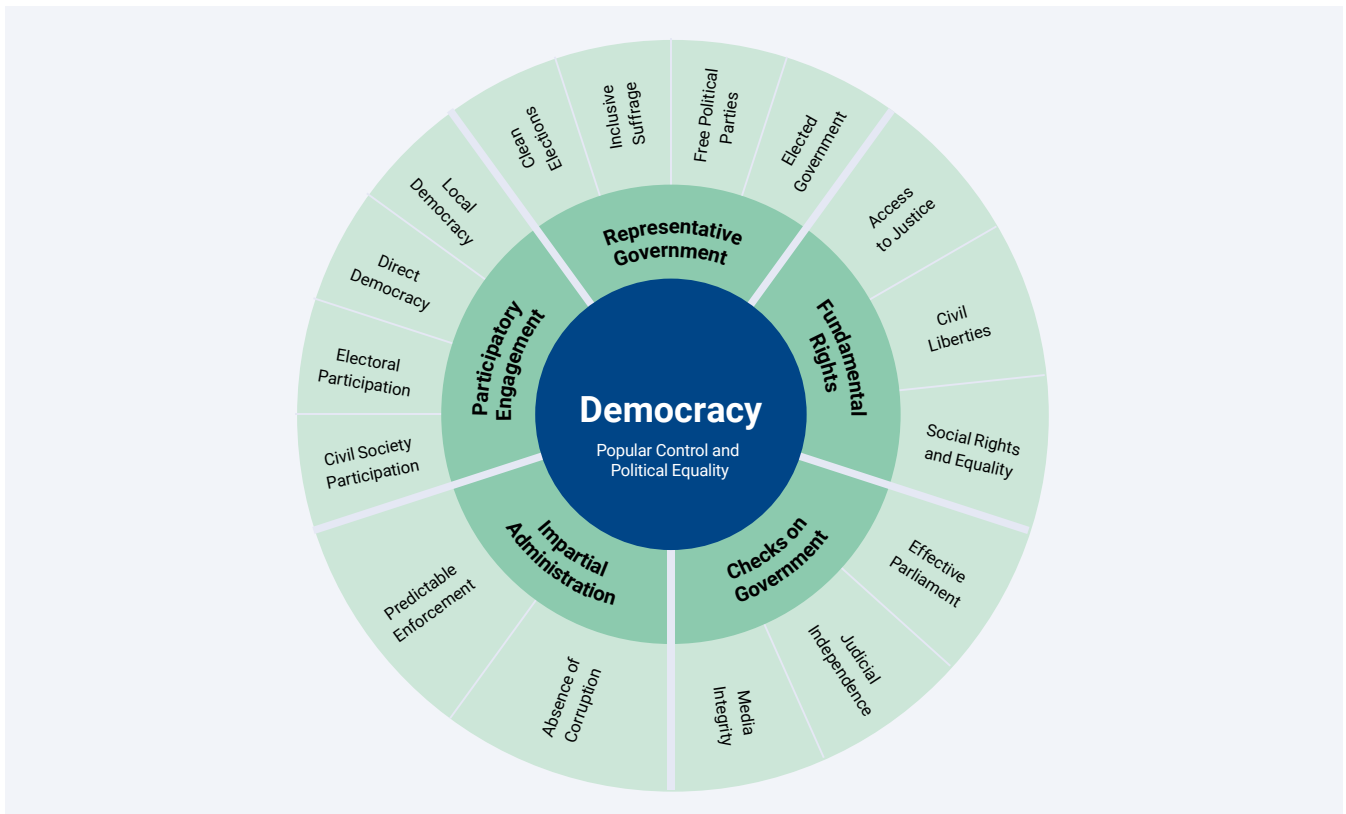 Democracy
Popular Control and
Political Equality
Representative
Government
Clean
Elections
Inclusive
Suffrage
Free Political
Parties
Elected
Government
Fundamental
Rights
Access
to Justice
Civil
Liberties
Social Rights
and Equality
Checks on
Government
Effective
Parliament
Judicial
Independence
Media
Integrity
Impartial
Administration
Absence of
Corruption
Predictable
Enforcement
Participatory
Engagement
Civil Society
Participation
Electoral
Participation
Direct
Democracy
Local
Democracy